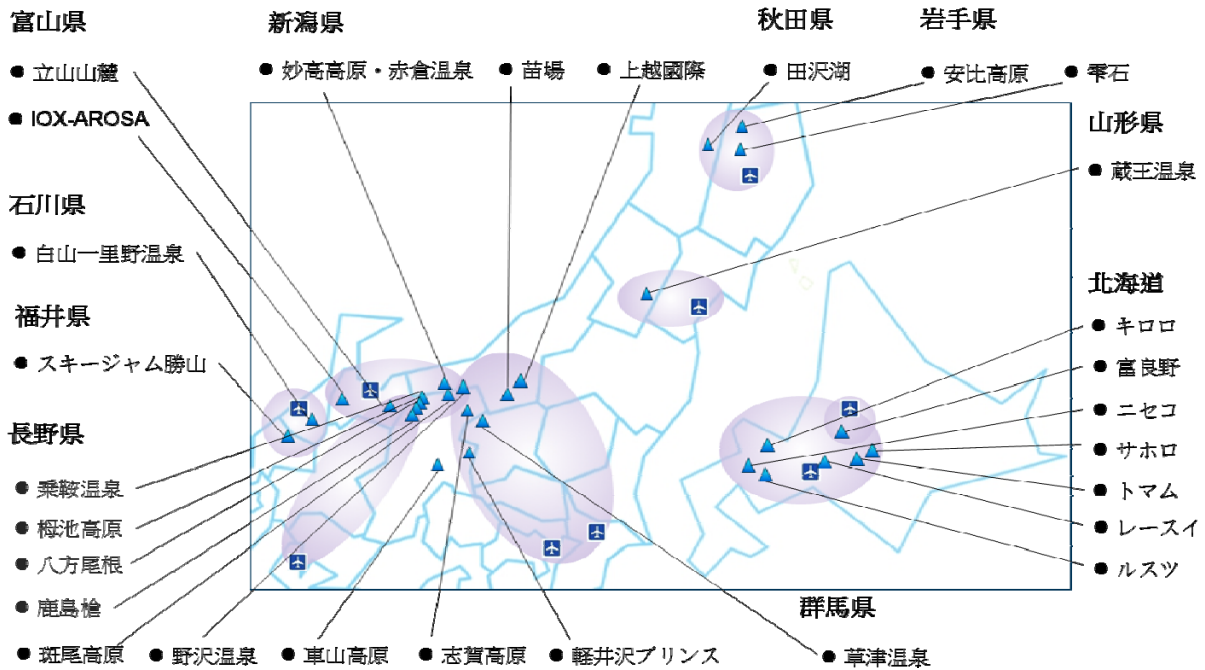 富山県
● 立山山麓
● IOX-AROSA
石川県
● 白山一里野温泉
福井県
● スキージャム勝山
長野県
● 乗鞍温泉
● 栂池高原
● 八方尾根
● 鹿島槍
● 斑尾高原
● 野沢温泉
● 車山高原
● 志賀高原
● 軽井沢プリンス
新潟県
● 妙高高原・赤倉温泉
● 苗場
● 上越國際
秋田県
● 田沢湖
岩手県
● 安比高原
● 雫石
山形県
● 蔵王温泉
北海道
● キロロ
● 富良野
● ニセコ
● サホロ
● トマム
● レースイ
● ルスツ
群馬県
● 草津温泉